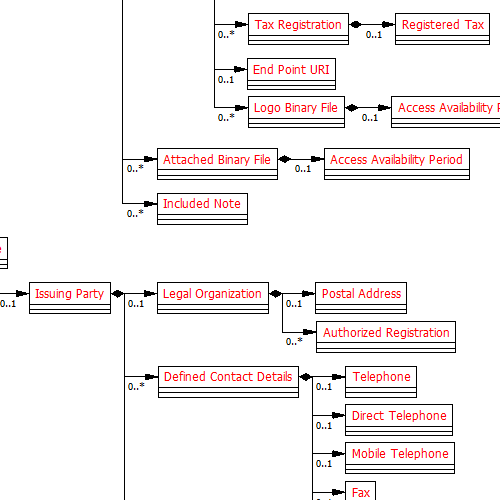 Tax Registration
Registered Tax
0..*
0..1
End Point URI
0..1
Logo Binary File
Access Availability
0..*
0..1
Attached Binary File
Access Availability Period
0..*
0..1
Included Note
0..*
Issuing Party
Legal Organization
Postal Address
0..1
0..1
0..1
Authorized Registration
0..*
Defined Contact Details
Telephone
0..*
0..1
Direct Telephone
0..1
Mobile Telephone
0..1
Fax